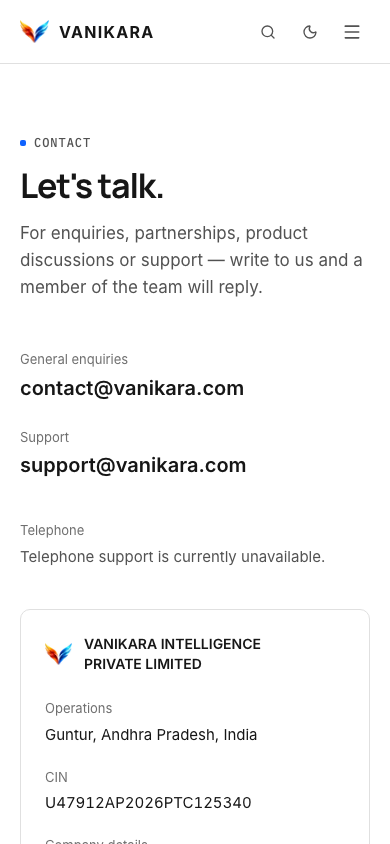 VANIKARA
CONTACT
Let's talk.
For enquiries, partnerships, product
discussions or support — write to us and a
member of the team will reply.
General enquiries
contact@vanikara.com
Support
support@vanikara.com
Telephone
Telephone support is currently unavailable.
VANIKARA INTELLIGENCE
PRIVATE LIMITED
Operations
Guntur, Andhra Pradesh, India
CIN
U47912AP2026PTC125340
Company details